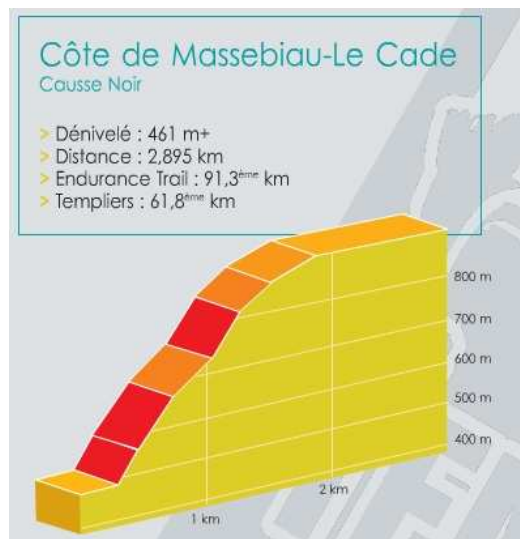 Côte de Massebiau-Le Cade
Causse Noir
> Dénivelé : 461 m+
> Distance : 2,895 km
> Endurance Trail : 91,3ème km
> Templiers : 61,8ème km
800 m
700 m
600 m
500 m
400 m
2 km
1 km